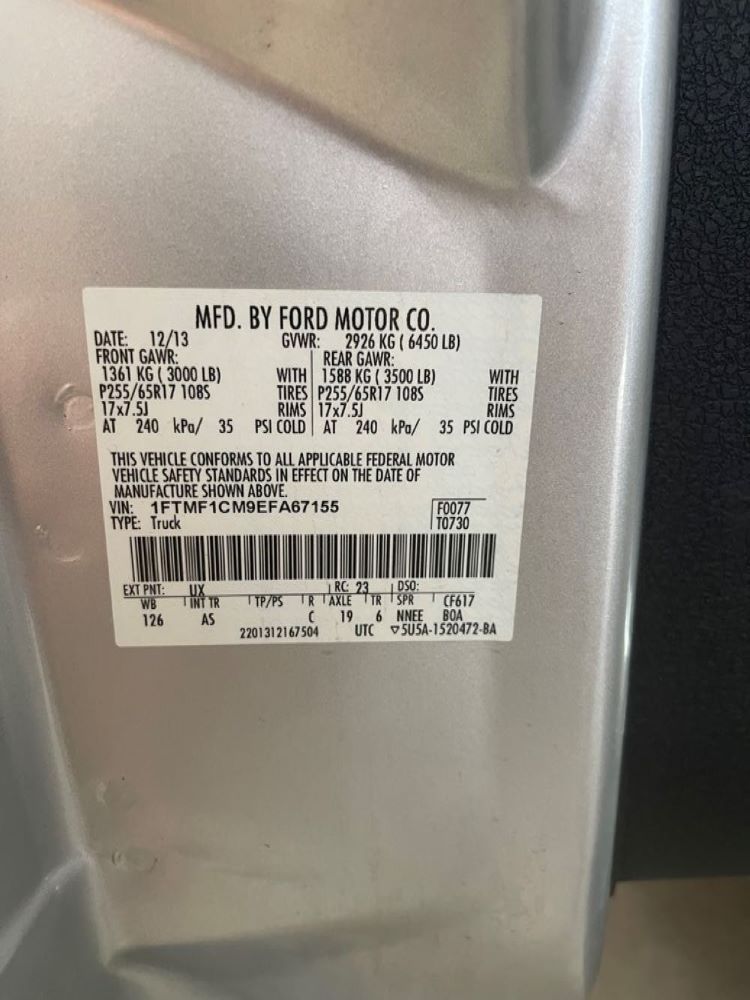 MFD. BY FORD MOTOR CO.
DATE: 12/13 GVWR: 2926 KG ( 6450 LB)
FRONT GAWR: REAR GAWR:
1361 KG ( 3000 LB) WITH 1588 KG ( 3500 LB) WITH
P255/65R17 108S TIRES P255/65R17 108S TIRES
17x7.5J RIMS 17x7.5J RIMS
AT 240 kPa/ 35 PSI COLD AT 240 kPa/ 35 PSI COLD
THIS VEHICLE CONFORMS TO ALL APPLICABLE FEDERAL MOTOR
VEHICLE SAFETY STANDARDS IN EFFECT ON THE DATE OF
MANUFACTURE SHOWN ABOVE.
VIN: 1FTMF1CM9EFA67155 F0077
TYPE: Truck T0730
EXT PNT: UX RC: 23 DSO:
WB INT TR TP/PS R AXLE TR SPR CF617
126 AS C 19 6 NNEE BOA
2201312167504 UTC ▽5U5A-1520472-BA